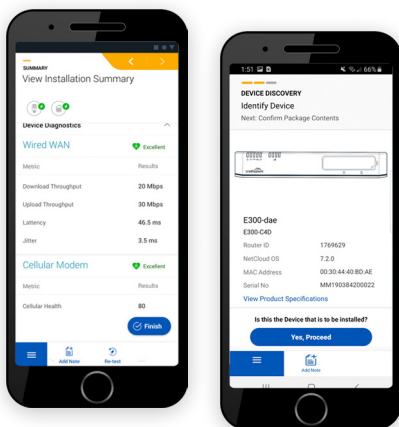 SUMMARY
View Installation Summary
Device Diagnostics
Wired WAN Excellent
Metric Results
Download Throughput 20 Mbps
Upload Throughput 30 Mbps
Lattency 46.5 ms
Jitter 3.5 ms
Cellular Modem Excellent
Metric Results
Cellular Health 80
Finish
Add Note Re-test
1:51 66%
DEVICE DISCOVERY
Identify Device
Next: Confirm Package Contents
cradlepoint
E300-dae
E300-C4D
Router ID 1769629
NetCloud OS 7.2.0
MAC Address 00:30:44:40:BD:AE
Serial No MM190384200022
View Product Specifications
Is this the Device that is to be installed?
Yes, Proceed
Add Note